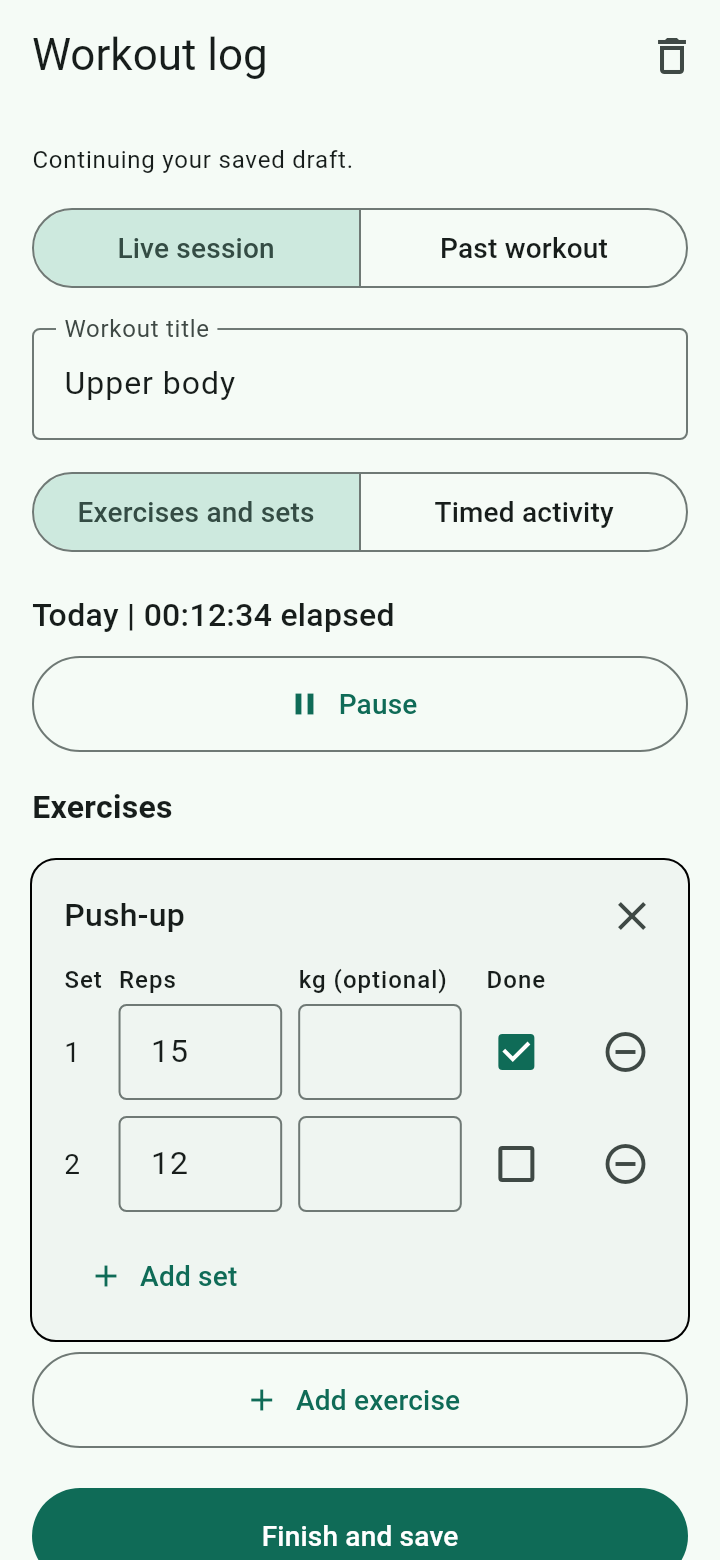 Workout log
Continuing your saved draft.
Live session Past workout
Workout title
Upper body
Exercises and sets Timed activity
Today | 00:12:34 elapsed
Pause
Exercises
Push-up
Set Reps kg (optional) Done
1 15
2 12
Add set
Add exercise
Finish and save